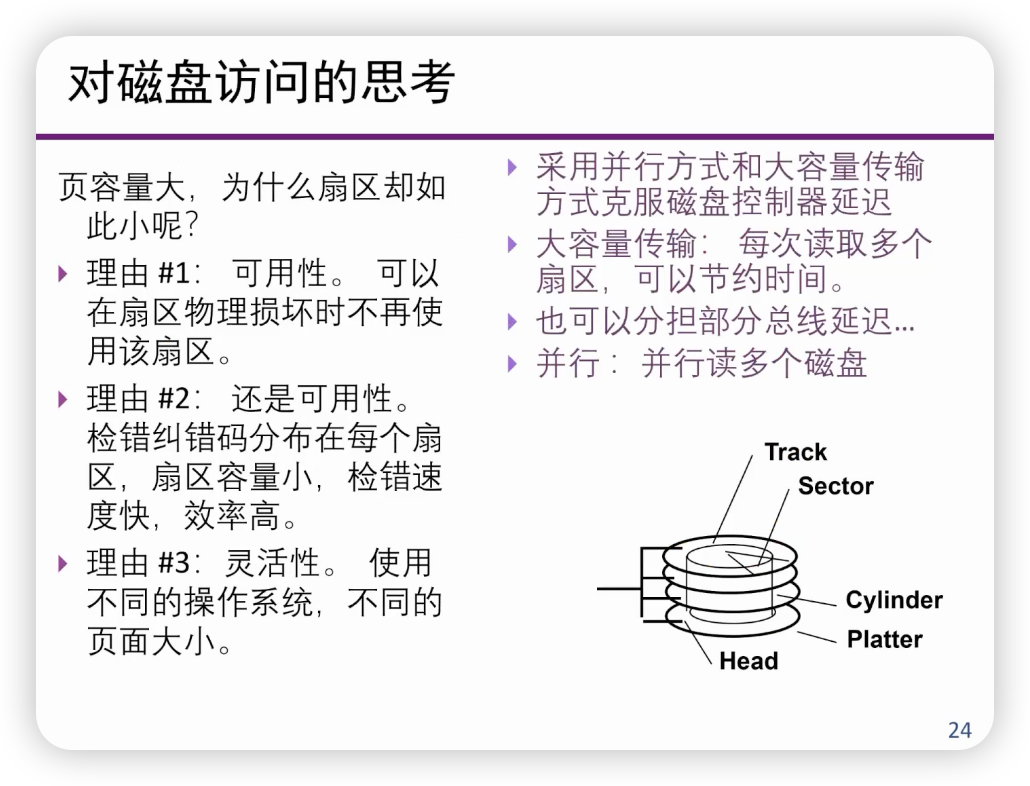 对磁盘访问的思考
页容量大，为什么扇区却如
此小呢?
理由 #1： 可用性。 可以
在扇区物理损坏时不再使
用该扇区。
理由 #2： 还是可用性。
检错纠错码分布在每个扇
区，扇区容量小，检错速
度快，效率高。
理由 #3：灵活性。 使用
不同的操作系统，不同的
页面大小。
采用并行方式和大容量传输
方式克服磁盘控制器延迟
大容量传输： 每次读取多个
扇区，可以节约时间。
也可以分担部分总线延迟...
并行 : 并行读多个磁盘
Track
Sector
Cylinder
Platter
Head
24